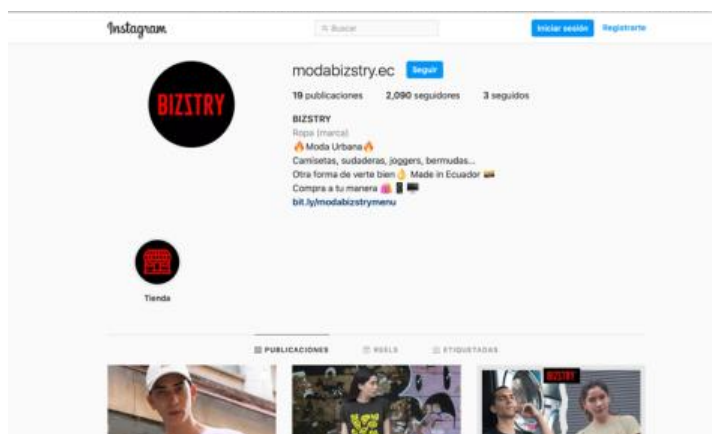 Instagram
Buscar
Iniciar sesión
Registrarte
BIZSTRY
modabizstry.ec
Seguir
19 publicaciones 2,090 seguidores 3 seguidos
BIZSTRY
Ropa (marca)
🔥Moda Urbana🔥
Camisetas, sudaderas, joggers, bermudas...
Otra forma de verte bien👌 Made in Ecuador 🇪🇨
Compra a tu manera 🛍️📱🖥️
bit.ly/modabizstrymenu
Tienda
PUBLICACIONES
REELS
ETIQUETADAS
BIZSTRY